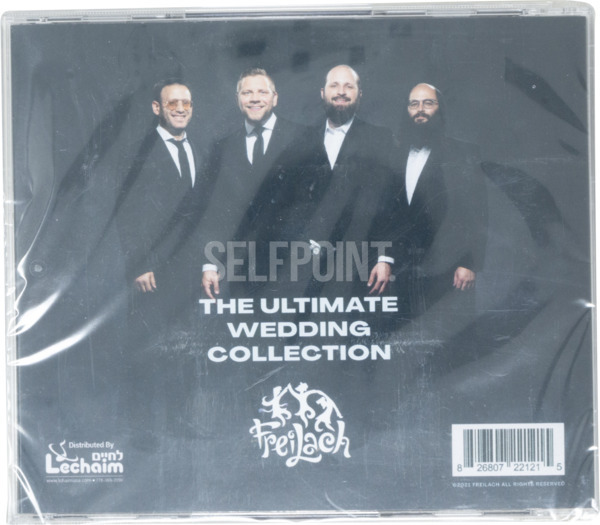 SELFPOINT.
THE ULTIMATE
WEDDING
COLLECTION
FreiLach
Distributed By
לחיים
Lechaim
8 26807 22121 5
©2021 FREILACH ALL RIGHTS RESERVED